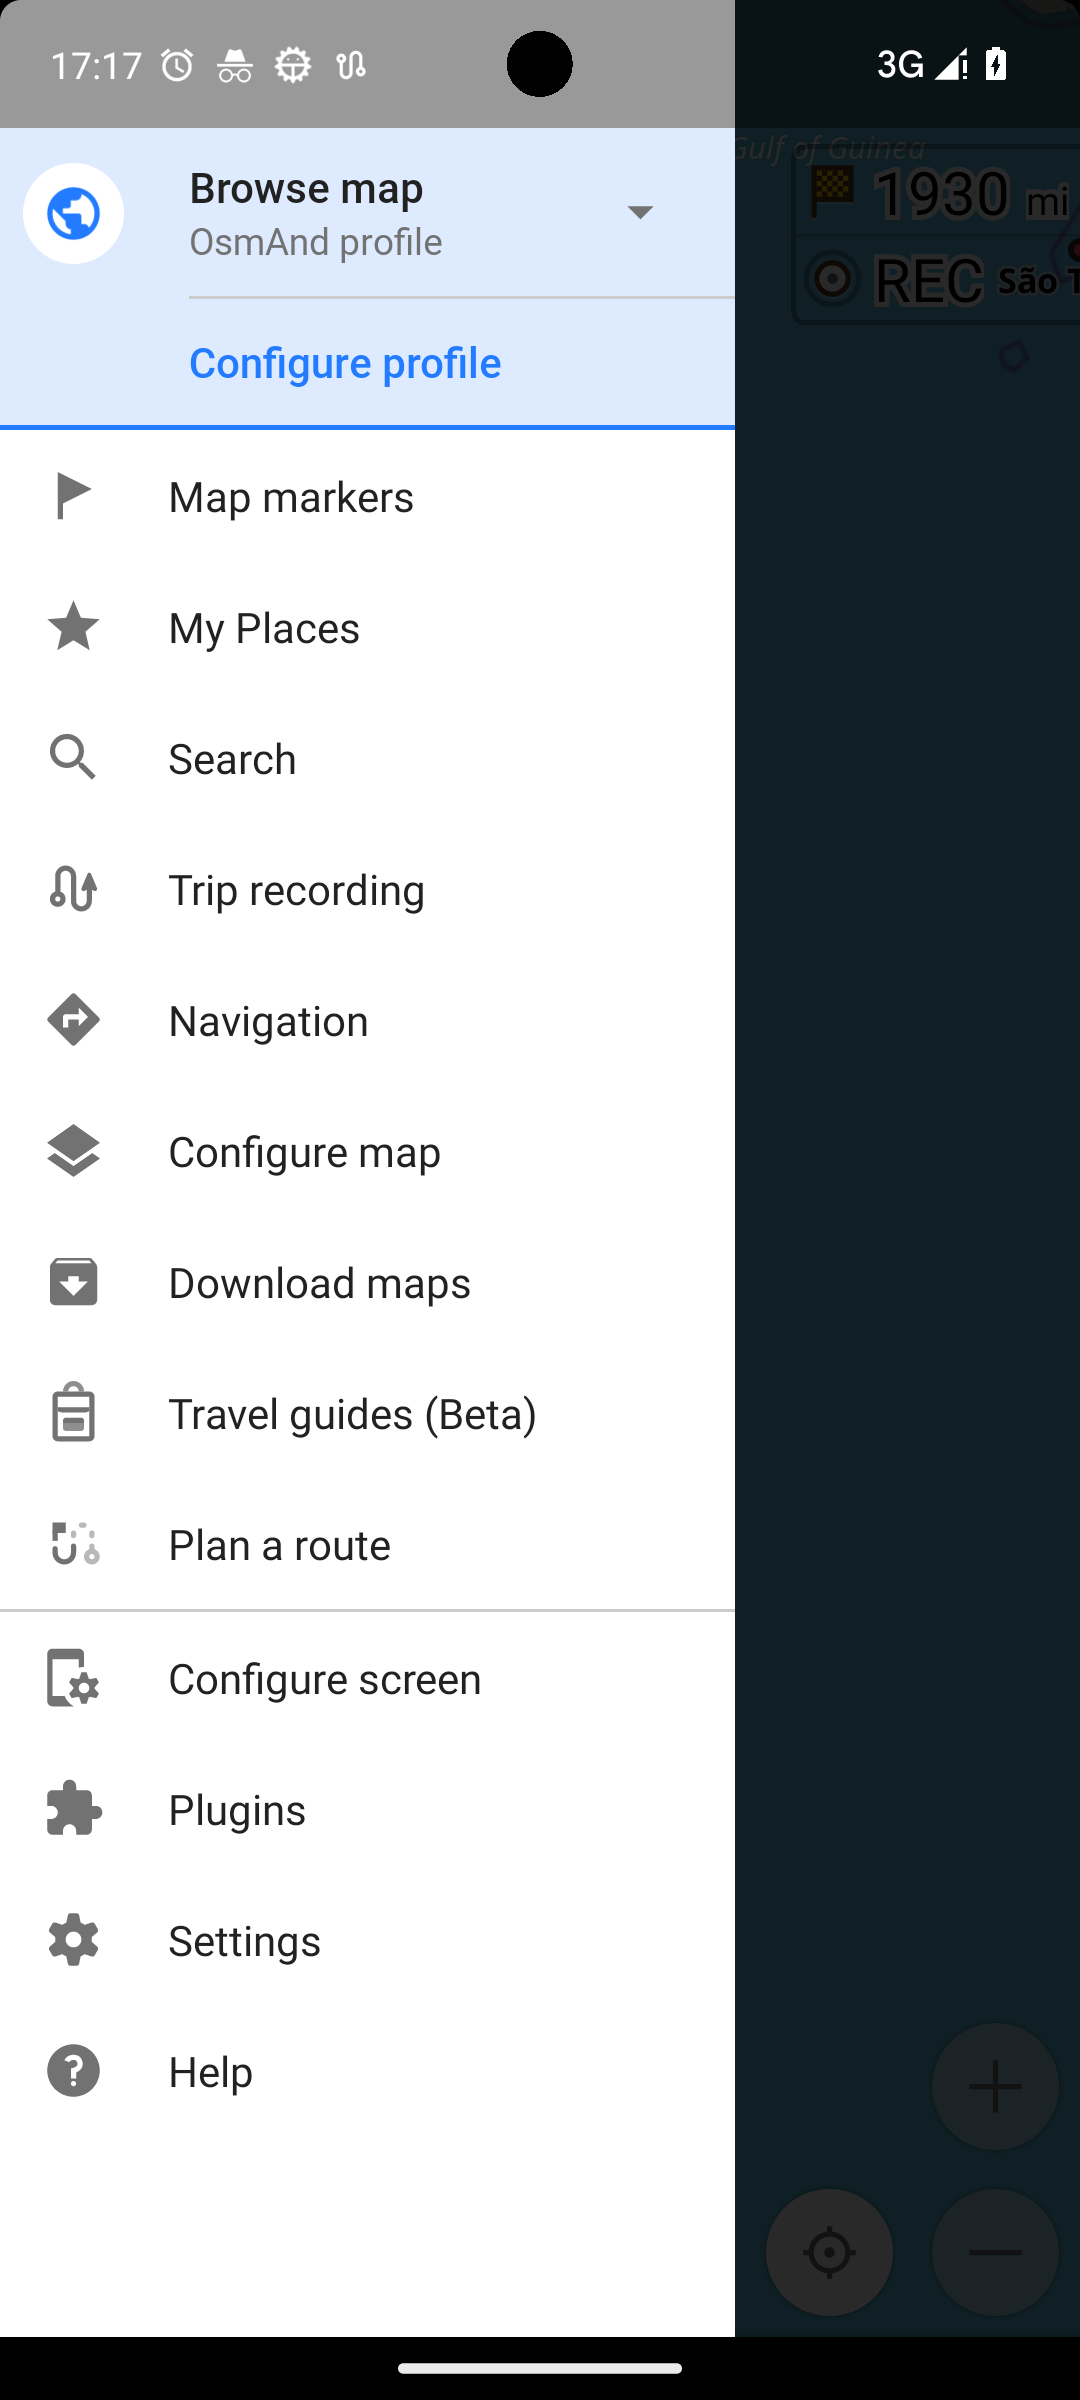 17:17
3G
Gulf of Guinea
Browse map
OsmAnd profile
1930 mi
REC
São T
Configure profile
Map markers
My Places
Search
Trip recording
Navigation
Configure map
Download maps
Travel guides (Beta)
Plan a route
Configure screen
Plugins
Settings
Help